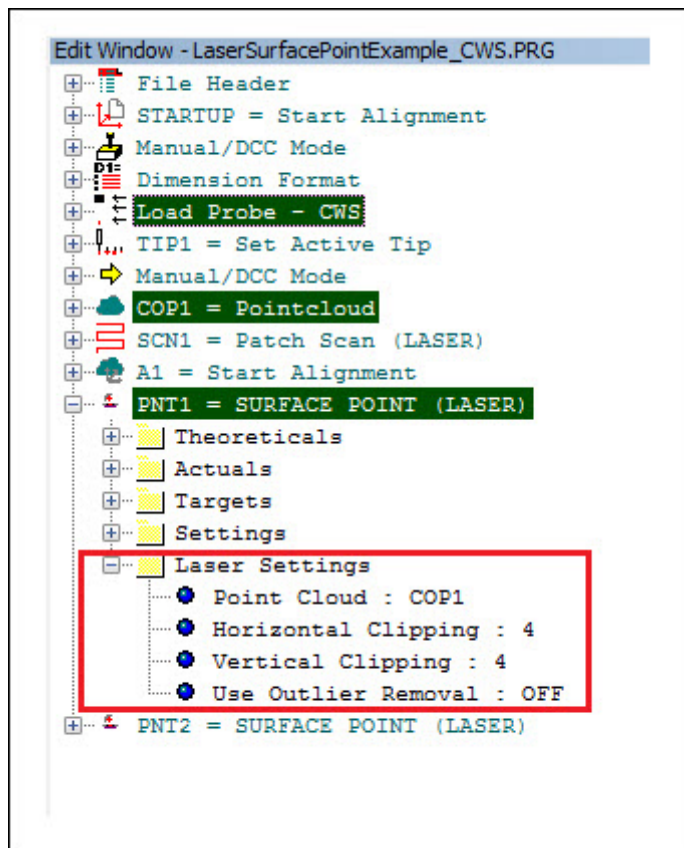 Edit Window - LaserSurfacePointExample_CWS.PRG
File Header
STARTUP = Start Alignment
Manual/DCC Mode
D1=
Dimension Format
Load Probe - CWS
TIP1 = Set Active Tip
Manual/DCC Mode
COP1 = Pointcloud
SCN1 = Patch Scan (LASER)
A1 = Start Alignment
PNT1 = SURFACE POINT (LASER)
Theoreticals
Actuals
Targets
Settings
Laser Settings
Point Cloud : COP1
Horizontal Clipping : 4
Vertical Clipping : 4
Use Outlier Removal : OFF
PNT2 = SURFACE POINT (LASER)